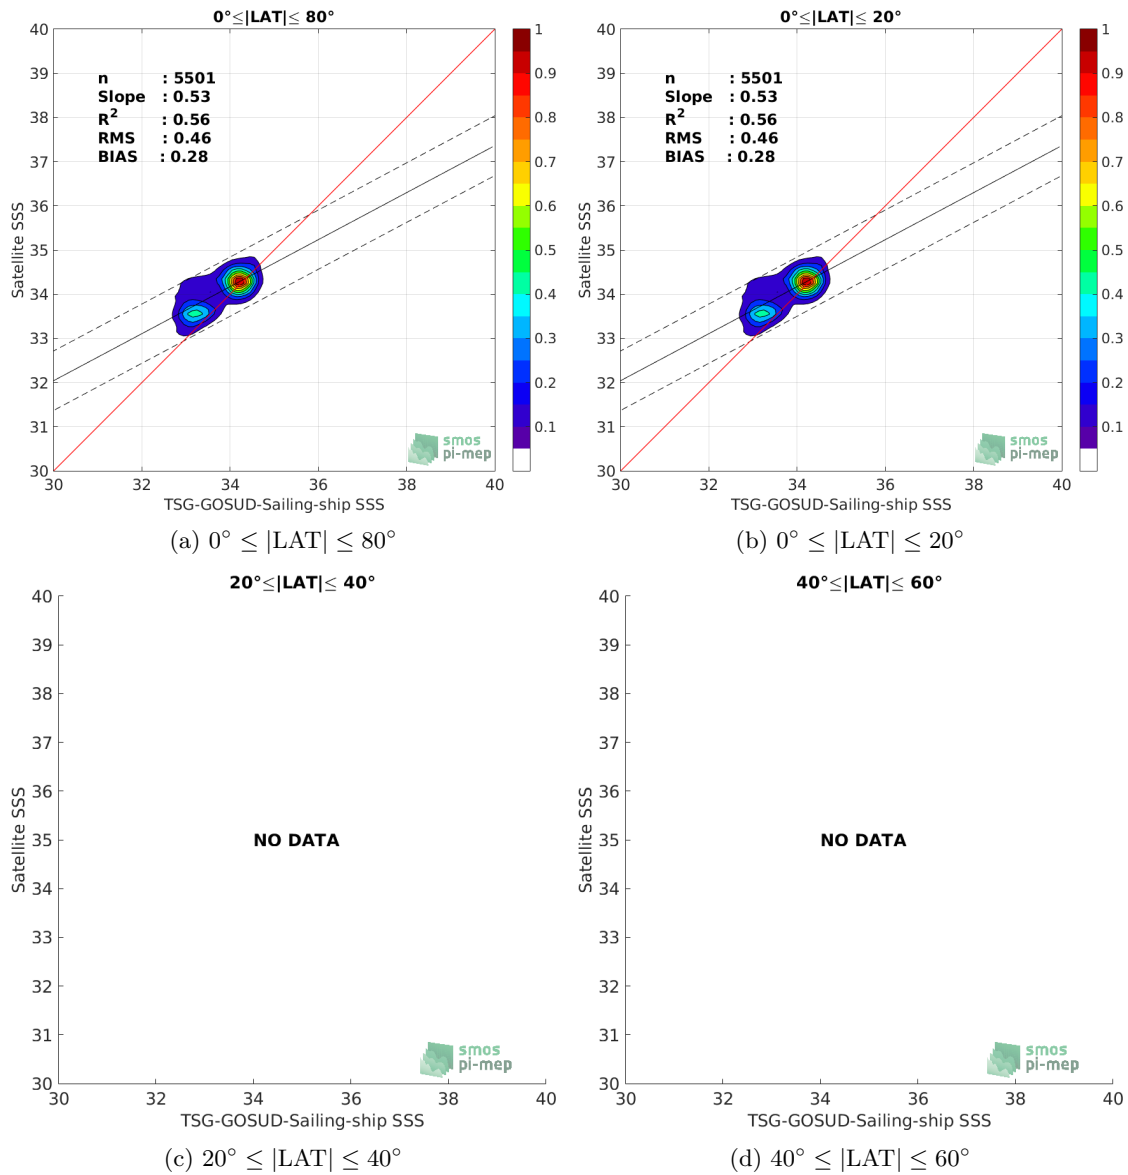 0°≤|LAT|≤ 80°
40
39
38
37
36
35
34
33
32
31
30
30 32 34 36 38 40
Satellite SSS
TSG-GOSUD-Sailing-ship SSS
n : 5501
Slope : 0.53
R² : 0.56
RMS : 0.46
BIAS : 0.28
1
0.9
0.8
0.7
0.6
0.5
0.4
0.3
0.2
0.1
smos
pi-mep
(a) 0° ≤ |LAT| ≤ 80°
0°≤|LAT|≤ 20°
40
39
38
37
36
35
34
33
32
31
30
30 32 34 36 38 40
Satellite SSS
TSG-GOSUD-Sailing-ship SSS
n : 5501
Slope : 0.53
R² : 0.56
RMS : 0.46
BIAS : 0.28
1
0.9
0.8
0.7
0.6
0.5
0.4
0.3
0.2
0.1
smos
pi-mep
(b) 0° ≤ |LAT| ≤ 20°
20°≤|LAT|≤ 40°
40
39
38
37
36
35
34
33
32
31
30
30 32 34 36 38 40
Satellite SSS
TSG-GOSUD-Sailing-ship SSS
NO DATA
smos
pi-mep
(c) 20° ≤ |LAT| ≤ 40°
40°≤|LAT|≤ 60°
40
39
38
37
36
35
34
33
32
31
30
30 32 34 36 38 40
Satellite SSS
TSG-GOSUD-Sailing-ship SSS
NO DATA
smos
pi-mep
(d) 40° ≤ |LAT| ≤ 60°